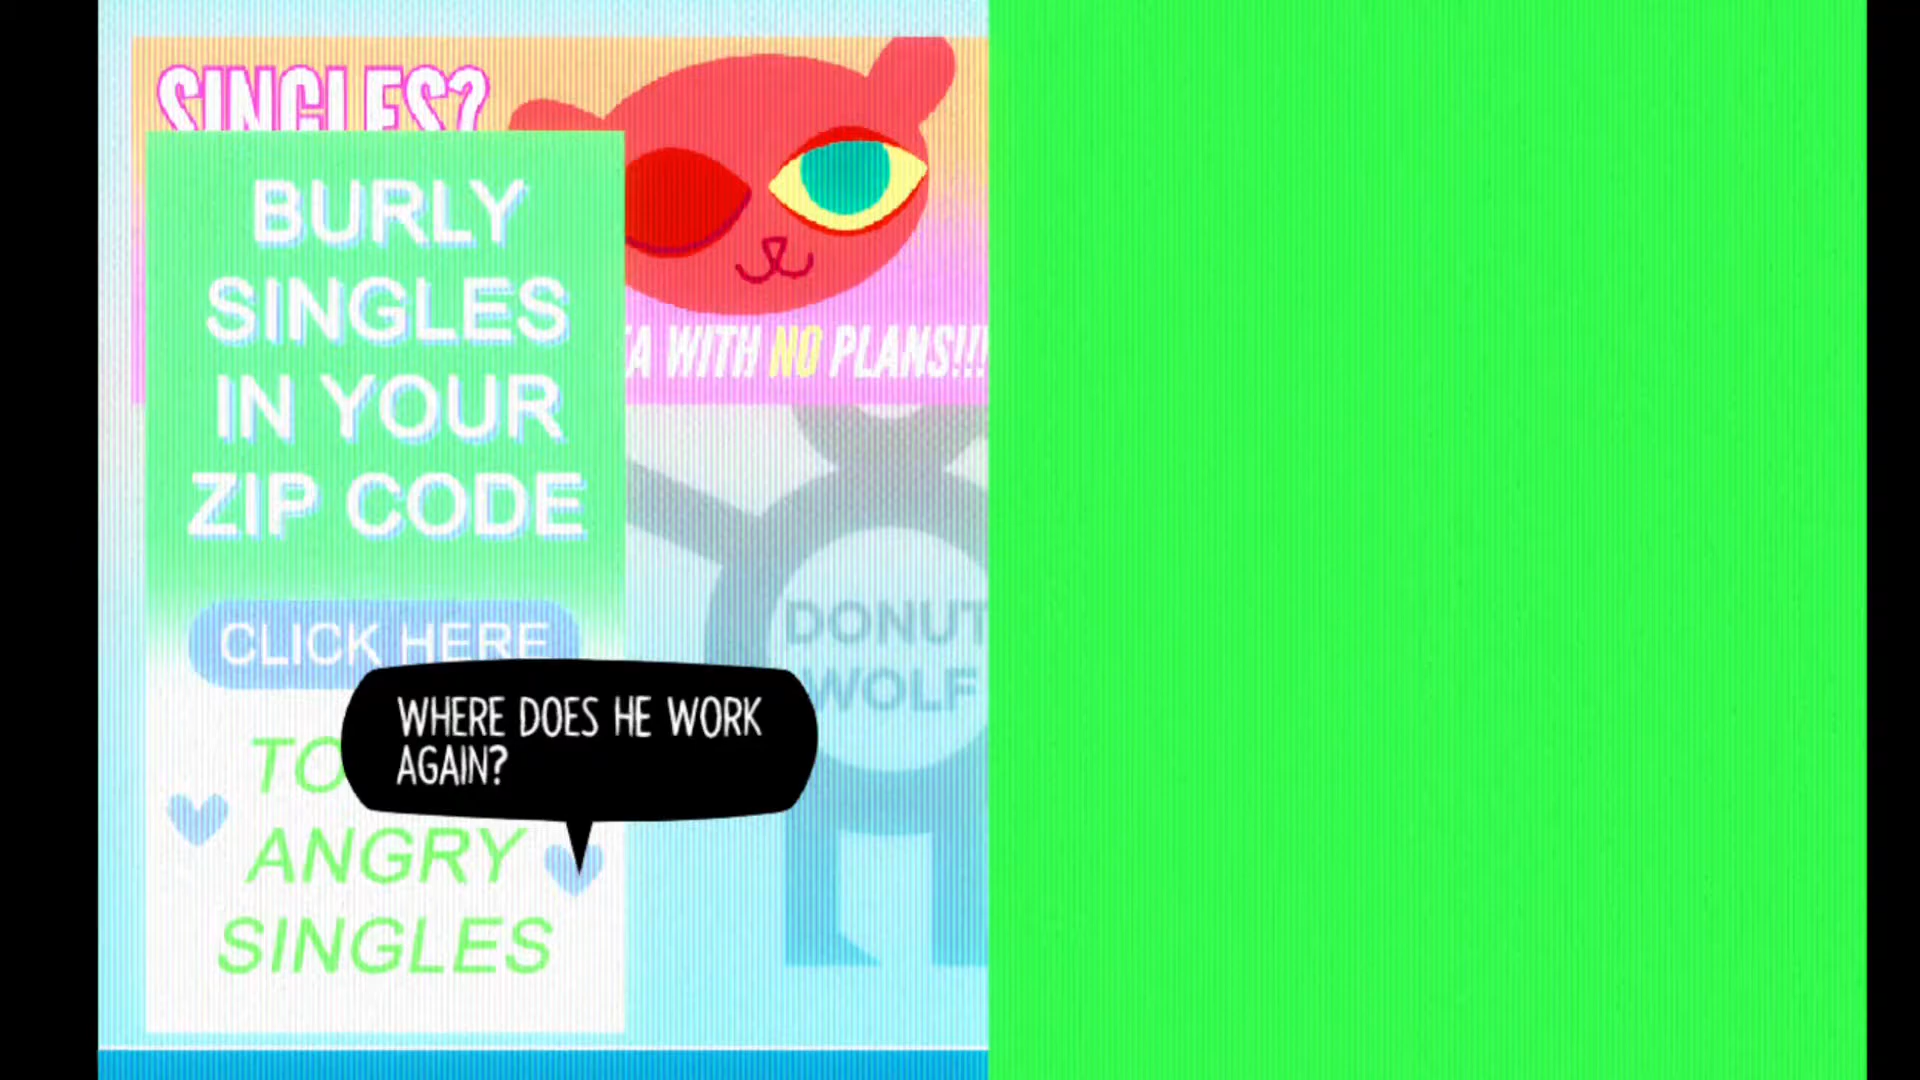 SINGLES?
BURLY
SINGLES
IN YOUR
ZIP CODE
WITH NO PLANS!!!
CLICK HERE
DONUT
WOLF
WHERE DOES HE WORK
AGAIN?
ANGRY
SINGLES